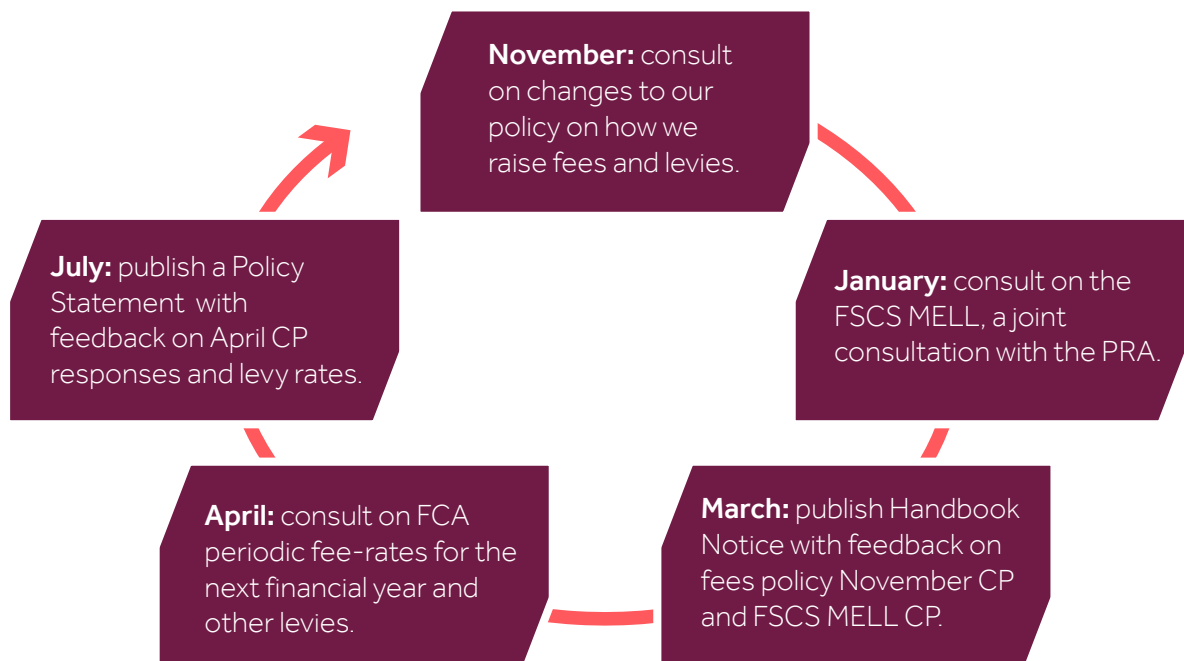 November: consult
on changes to our
policy on how we
raise fees and levies.
January: consult on the
FSCS MELL, a joint
consultation with the PRA.
March: publish Handbook
Notice with feedback on
fees policy November CP
and FSCS MELL CP.
April: consult on FCA
periodic fee-rates for the
next financial year and
other levies.
July: publish a Policy
Statement with
feedback on April CP
responses and levy rates.